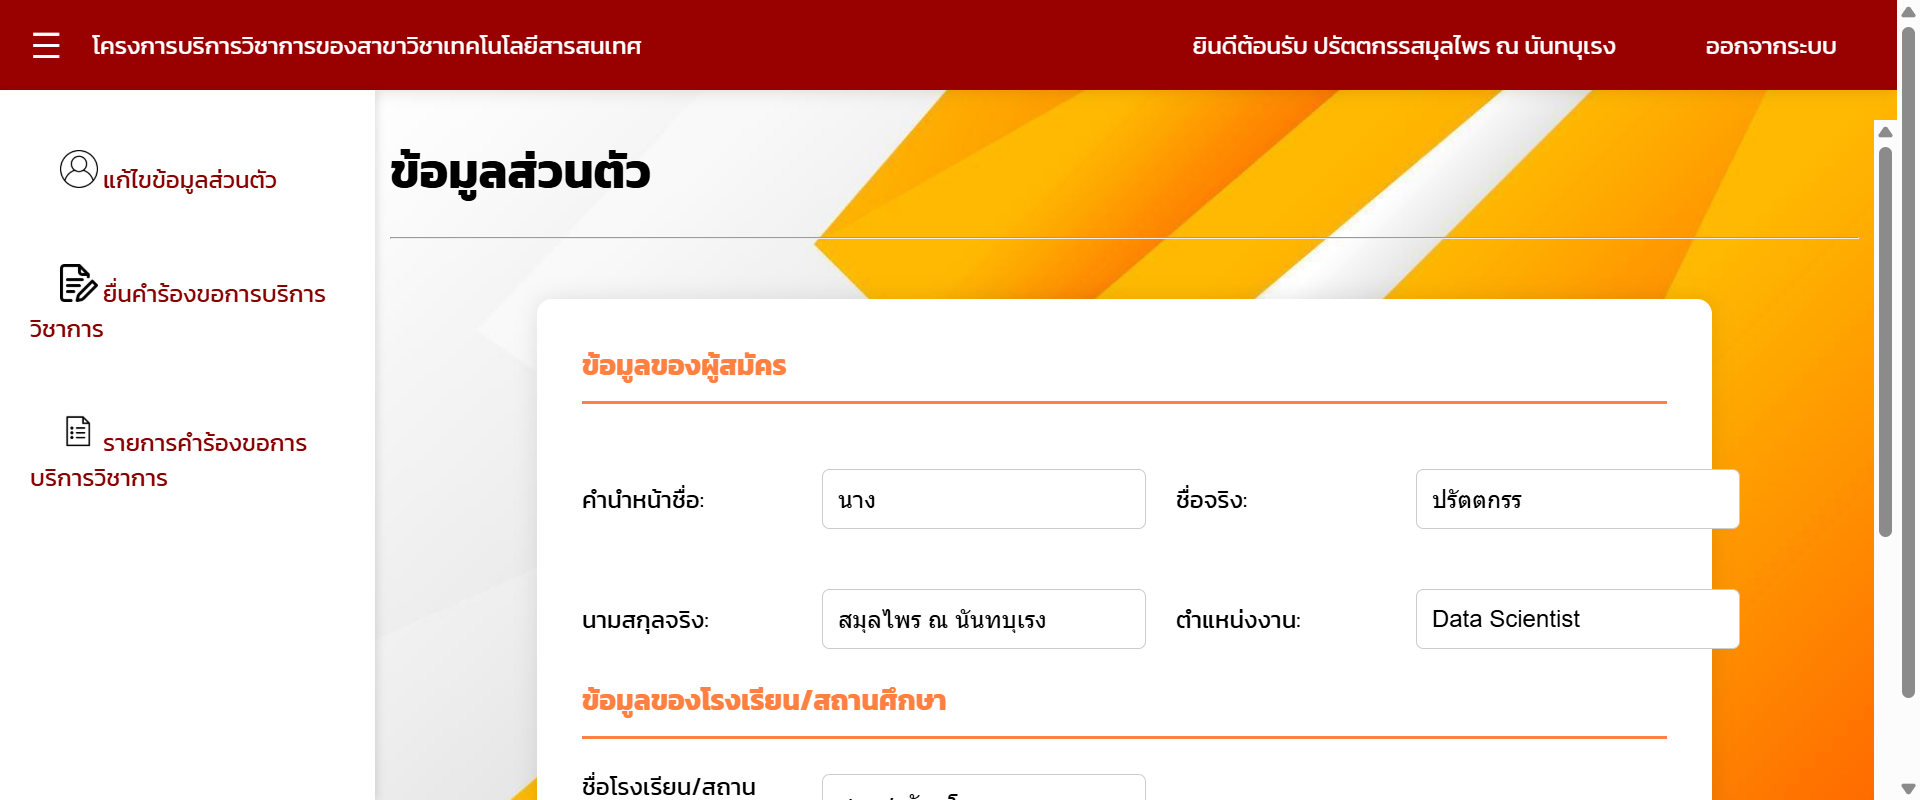 โครงการบริการวิชาการของสาขาวิชาเทคโนโลยีสารสนเทศ
ยินดีต้อนรับ ปรัตตกรรสมุลไพร ณ นันทบุเรง
ออกจากระบบ
แก้ไขข้อมูลส่วนตัว
ยื่นคำร้องขอการบริการ
วิชาการ
รายการคำร้องขอการ
บริการวิชาการ
ข้อมูลส่วนตัว
ข้อมูลของผู้สมัคร
คำนำหน้าชื่อ: นาง
ชื่อจริง: ปรัตตกรร
นามสกุลจริง: สมุลไพร ณ นันทบุเรง
ตำแหน่งงาน: Data Scientist
ข้อมูลของโรงเรียน/สถานศึกษา
ชื่อโรงเรียน/สถาน